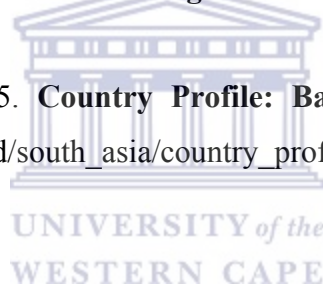 5. Country Profile: Ba
d/south_asia/country_prof
UNIVERSITY of the
WESTERN CAPE